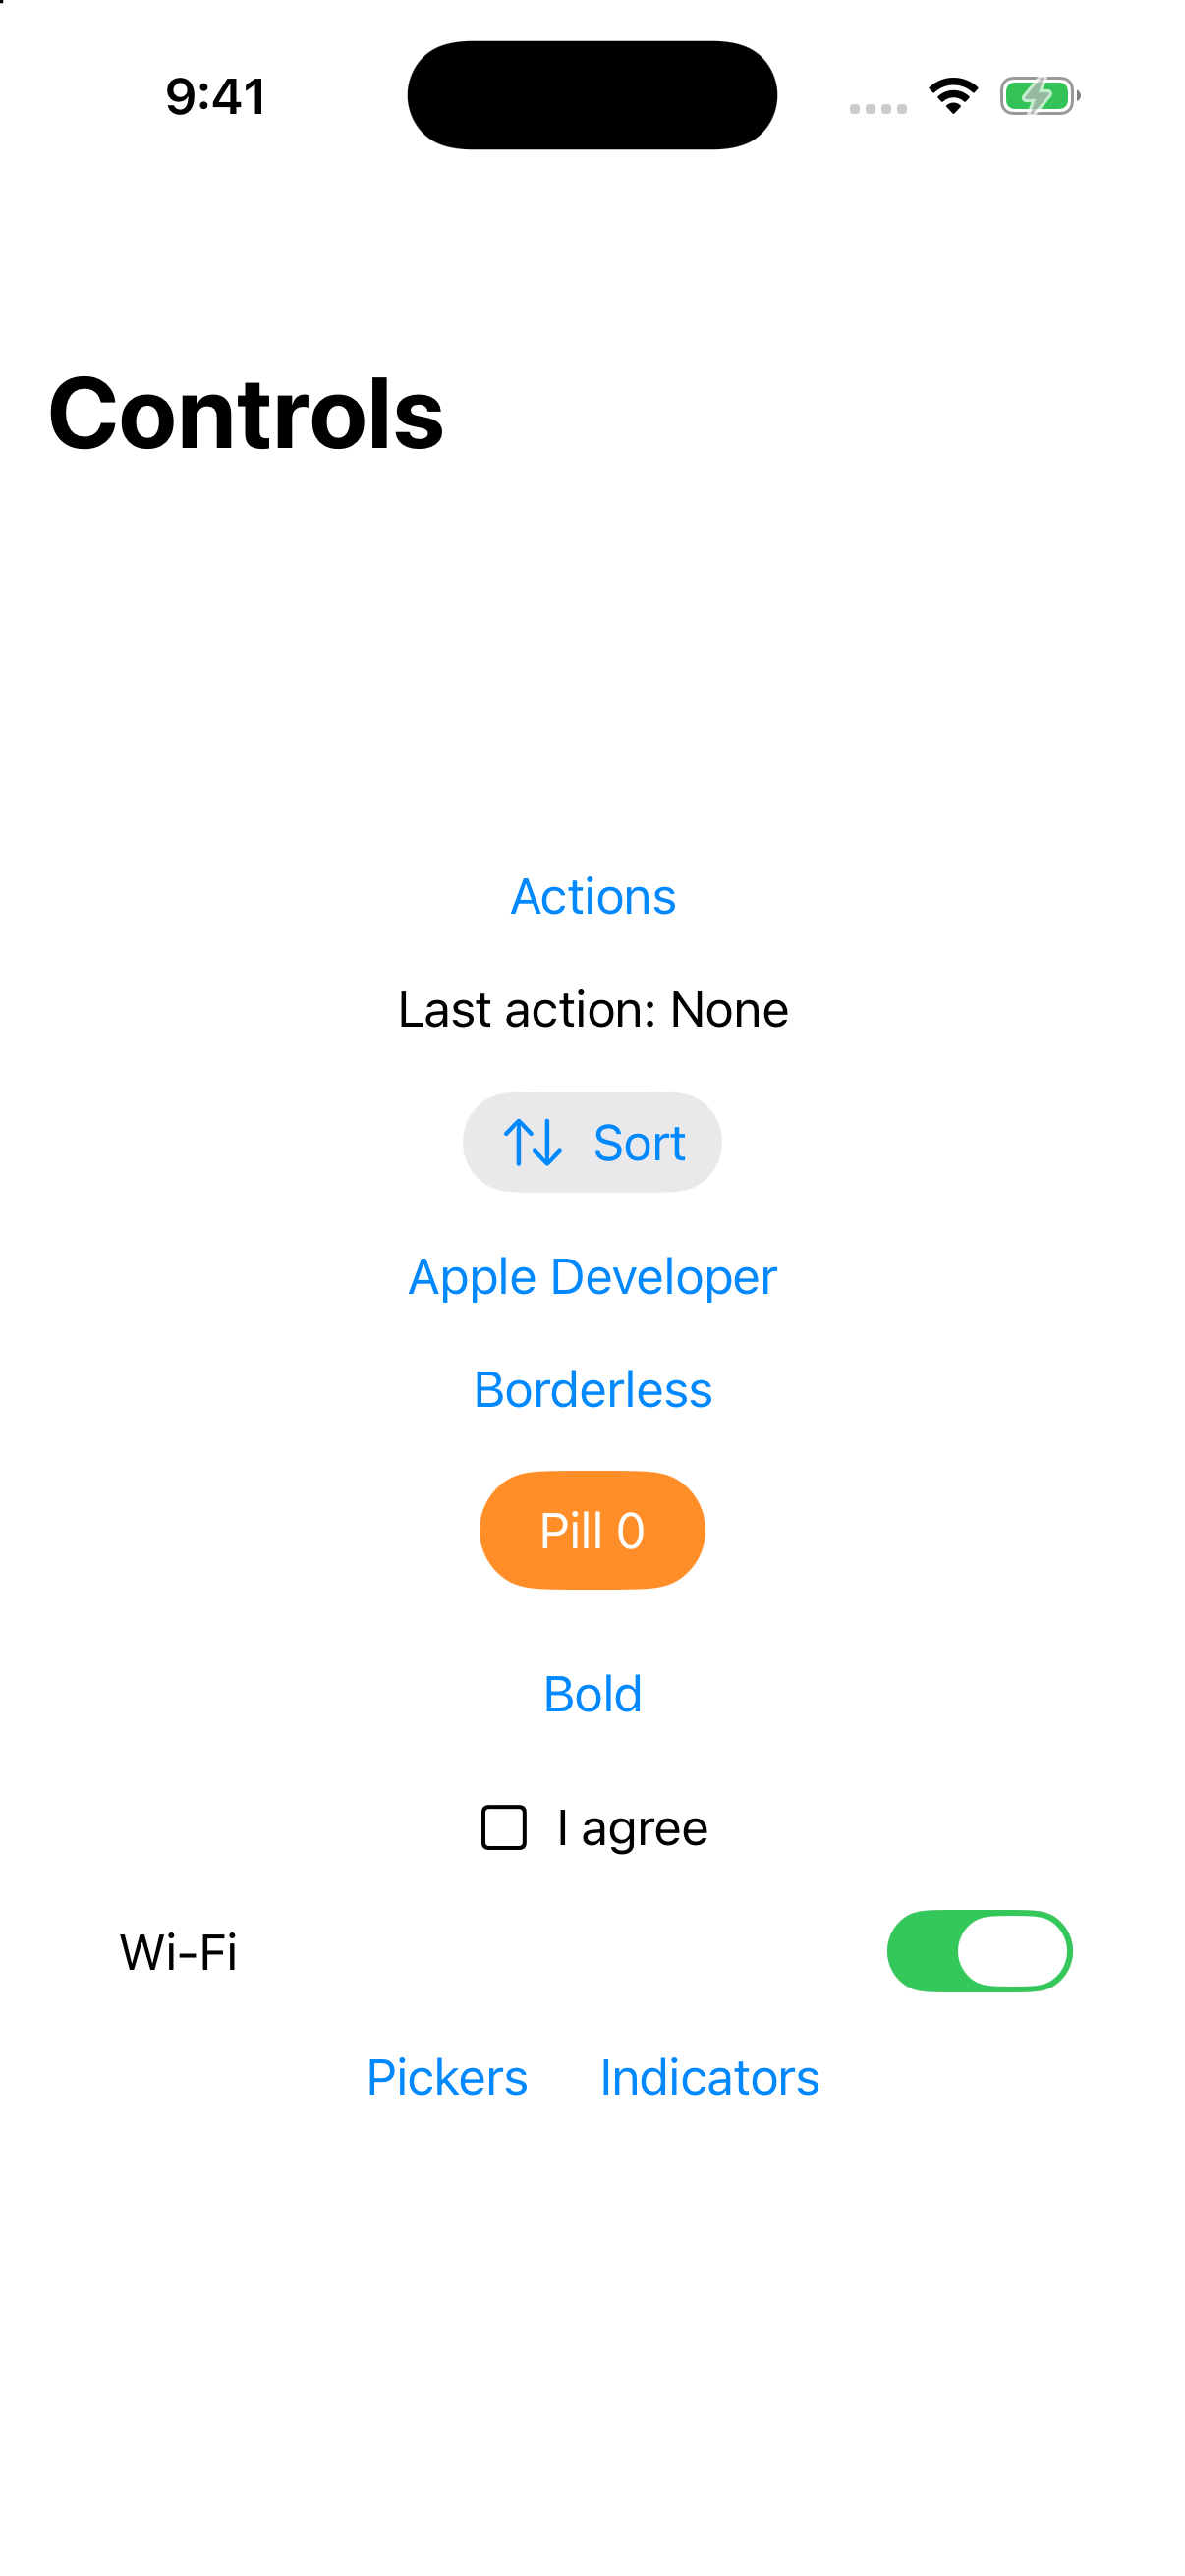 9:41
Controls
Actions
Last action: None
Sort
Apple Developer
Borderless
Pill 0
Bold
I agree
Wi-Fi
Pickers Indicators